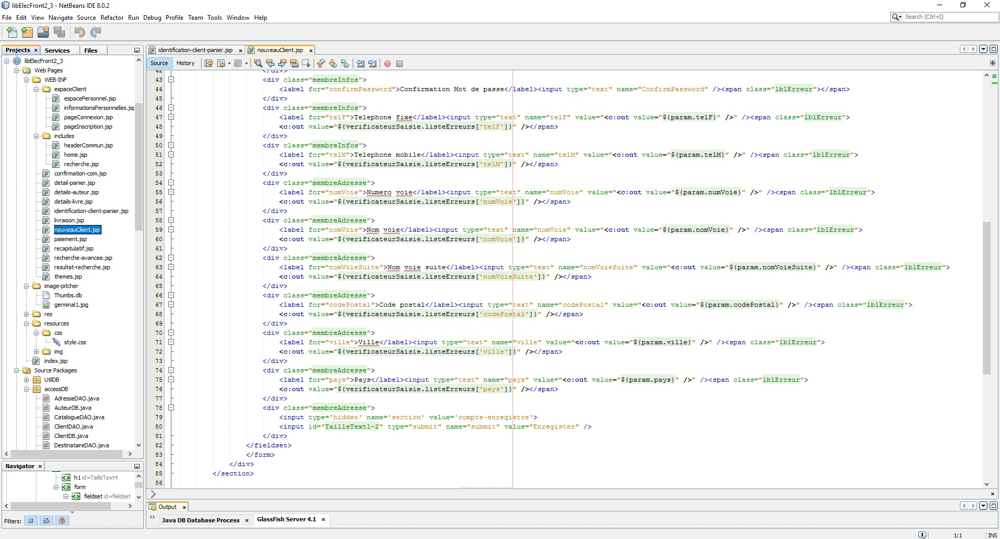 libElecFront2_3 - NetBeans IDE 8.0.2
File Edit View Navigate Source Refactor Run Debug Profile Team Tools Window Help
Search (Ctrl+I)
Projects
Services
Files
libElecFront2_3
Web Pages
WEB-INF
espaceClient
espacePersonnel.jsp
informationsPersonnelles.jsp
pageConnexion.jsp
pageInscription.jsp
includes
headerCommun.jsp
home.jsp
recherche.jsp
confirmation-com.jsp
detail-panier.jsp
details-auteur.jsp
details-livre.jsp
identification-client-panier.jsp
livraison.jsp
nouveauClient.jsp
paiement.jsp
recapitulatif.jsp
recherche-avancee.jsp
resultat-recherche.jsp
themes.jsp
image-pitcher
Thumbs.db
germinal1.jpg
res
resources
css
style.css
img
index.jsp
Source Packages
UtilDB
accessDB
AdresseDAO.java
AuteurDB.java
CatalogueDAO.java
ClientDAO.java
ClientDB.java
DestinataireDAO.java
Navigator
h1 id=TailleText4
form
fieldset id=fieldset
Filters:
identification-client-panier.jsp
nouveauClient.jsp
Source
History
42 </div>
43 <div class="membreInfos">
44 <label for="confirmPassword">Confirmation Mot de passe</label><input type="text" name="ConfirmPassword" /><span class="lblErreur"></span>
45 </div>
46 <div class="membreInfos">
47 <label for="telF">Telephone fixe</label><input type="text" name="telF" value="<c:out value="${param.telF}" />" /><span class="lblErreur">
48 <c:out value="${verificateurSaisie.listeErreurs['telF']}" /></span>
49 </div>
50 <div class="membreInfos">
51 <label for="telM">Telephone mobile</label><input type="text" name="telM" value="<c:out value="${param.telM}" />" /><span class="lblErreur">
52 <c:out value="${verificateurSaisie.listeErreurs['telM']}" /></span>
53 </div>
54 <div class="membreAdresse">
55 <label for="numVoie">Numero voie</label><input type="text" name="numVoie" value="<c:out value="${param.numVoie}" />" /><span class="lblErreur">
56 <c:out value="${verificateurSaisie.listeErreurs['numVoie']}" /></span>
57 </div>
58 <div class="membreAdresse">
59 <label for="nomVoie">Nom voie</label><input type="text" name="nomVoie" value="<c:out value="${param.nomVoie}" />" /><span class="lblErreur">
60 <c:out value="${verificateurSaisie.listeErreurs['nomVoie']}" /></span>
61 </div>
62 <div class="membreAdresse">
63 <label for="nomVoieSuite">Nom voie suite</label><input type="text" name="nomVoieSuite" value="<c:out value="${param.nomVoieSuite}" />" /><span class="lblErreur">
64 <c:out value="${verificateurSaisie.listeErreurs['nomVoieSuite']}" /></span>
65 </div>
66 <div class="membreAdresse">
67 <label for="codePostal">Code postal</label><input type="text" name="codePostal" value="<c:out value="${param.codePostal}" />" /><span class="lblErreur">
68 <c:out value="${verificateurSaisie.listeErreurs['codePostal']}" /></span>
69 </div>
70 <div class="membreAdresse">
71 <label for="ville">Ville</label><input type="text" name="ville" value="<c:out value="${param.ville}" />" /><span class="lblErreur">
72 <c:out value="${verificateurSaisie.listeErreurs['ville']}" /></span>
73 </div>
74 <div class="membreAdresse">
75 <label for="pays">Pays</label><input type="text" name="pays" value="<c:out value="${param.pays}" />" /><span class="lblErreur">
76 <c:out value="${verificateurSaisie.listeErreurs['pays']}" /></span>
77 </div>
78 <div class="membreAdresse">
79 <input type='hidden' name='section' value='compte-enregistre'>
80 <input id="TailleText1-2" type="submit" name="submit" value="Enregister" />
81 </div>
82 </fieldset>
83 </form>
84 </div>
85 </section>
86
Output
Java DB Database Process
GlassFish Server 4.1
1
1:1
INS